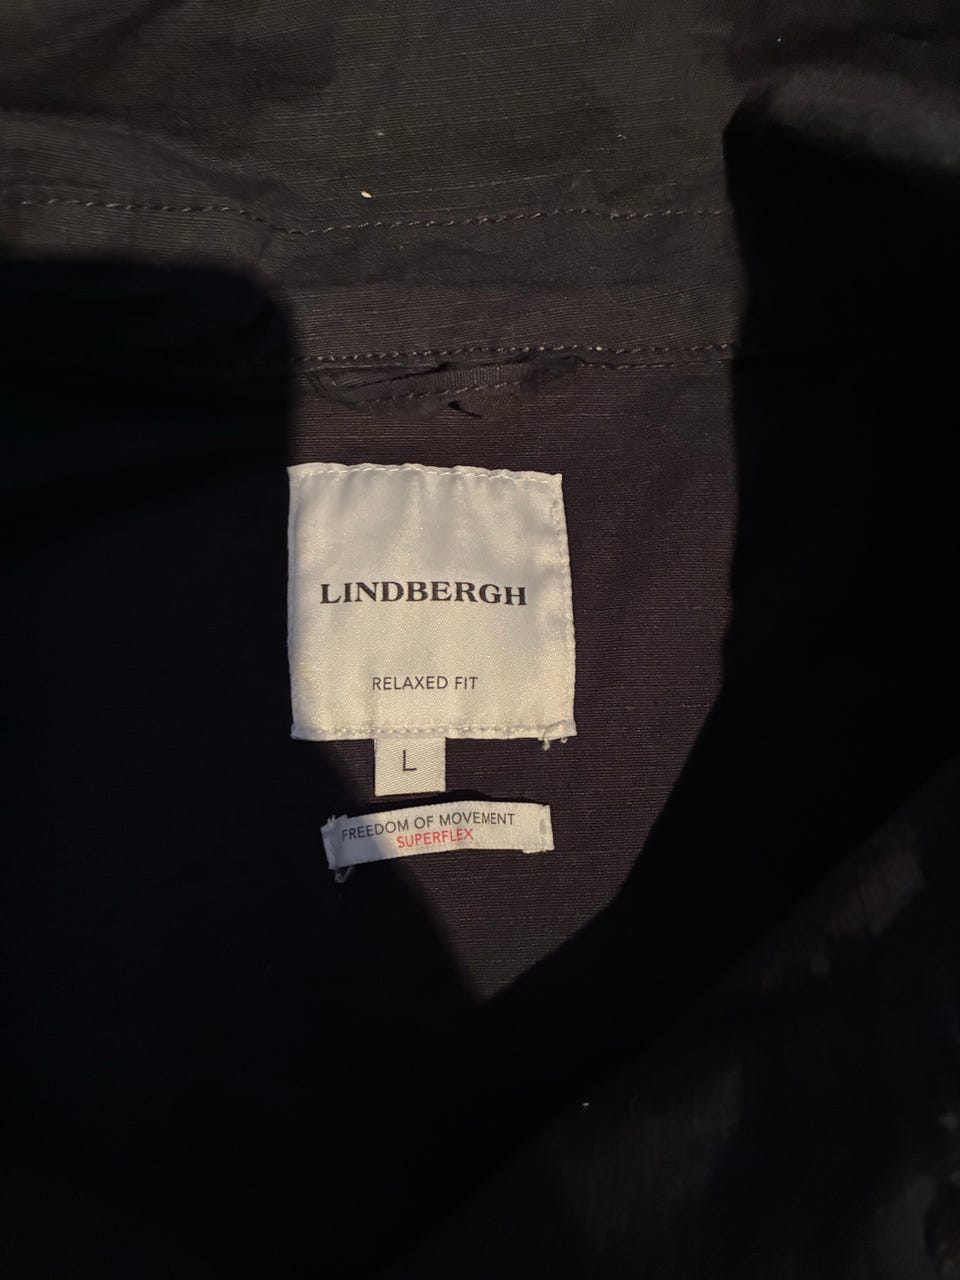 LINDBERGH
RELAXED FIT
L
FREEDOM OF MOVEMENT
SUPERFLEX